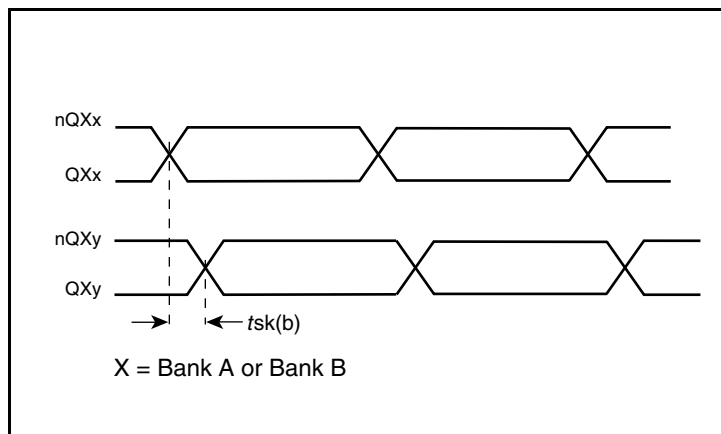 nQXx
QXx
nQXy
QXy
tsk(b)
X = Bank A or Bank B